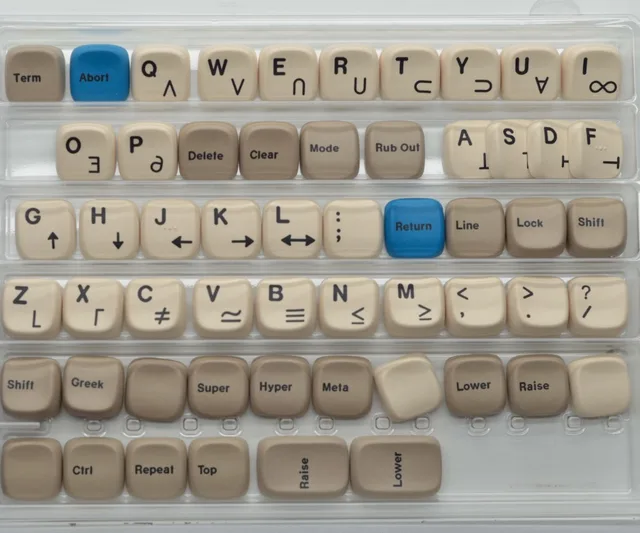 Term Abort Q ∧ W ∨ E ∩ R ∪ T ⊂ Y ⊃ U ∀ I ∞
O ∃ P ∂ Delete Clear Mode Rub Out A S D F ⊣
G ↑ H ↓ J ← K → L ↔ : ; Return Line Lock Shift
Z ⌊ X ⌈ C ≠ V ≃ B ≡ N ≤ M ≥ < , > . ? /
Shift Greek Super Hyper Meta Lower Raise
Ctrl Repeat Top Raise Lower